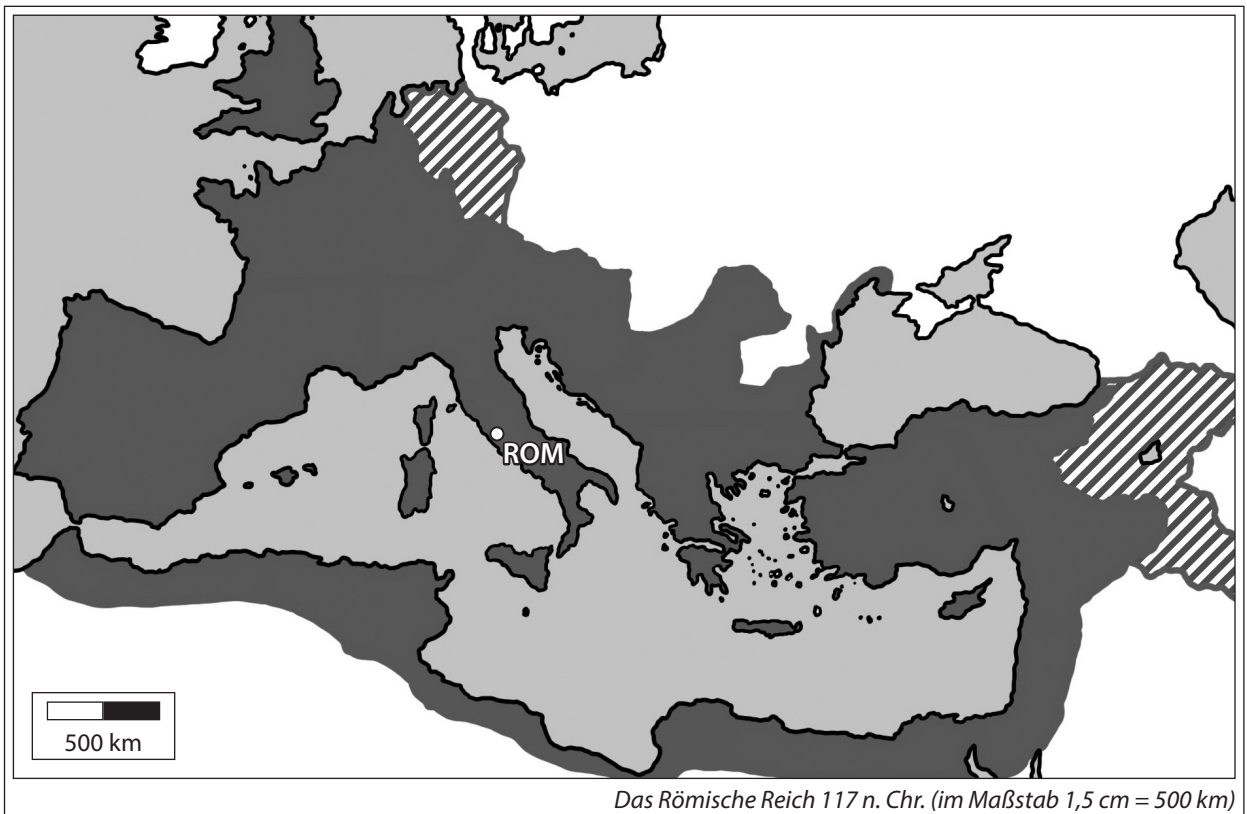 ROM
500 km
Das Römische Reich 117 n. Chr. (im Maßstab 1,5 cm = 500 km)